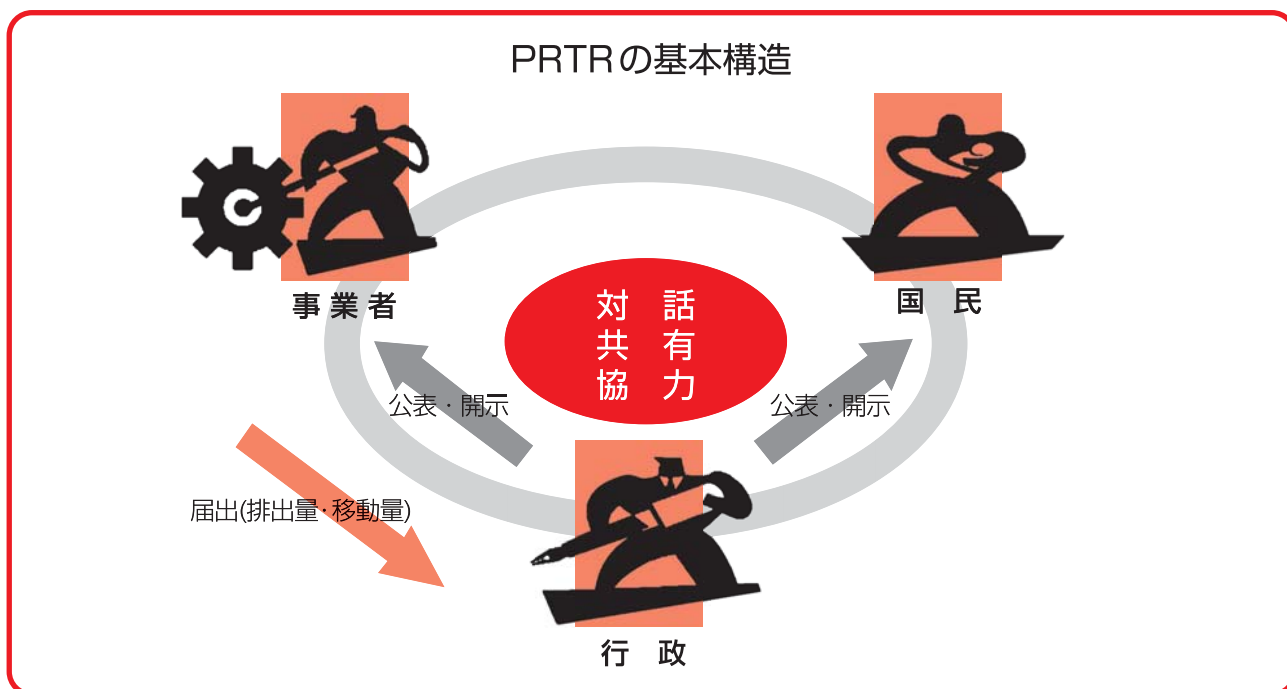 PRTRの基本構造
事業者
国 民
対 話
共 有
協 力
公表・開示
公表・開示
届出(排出量・移動量)
行 政